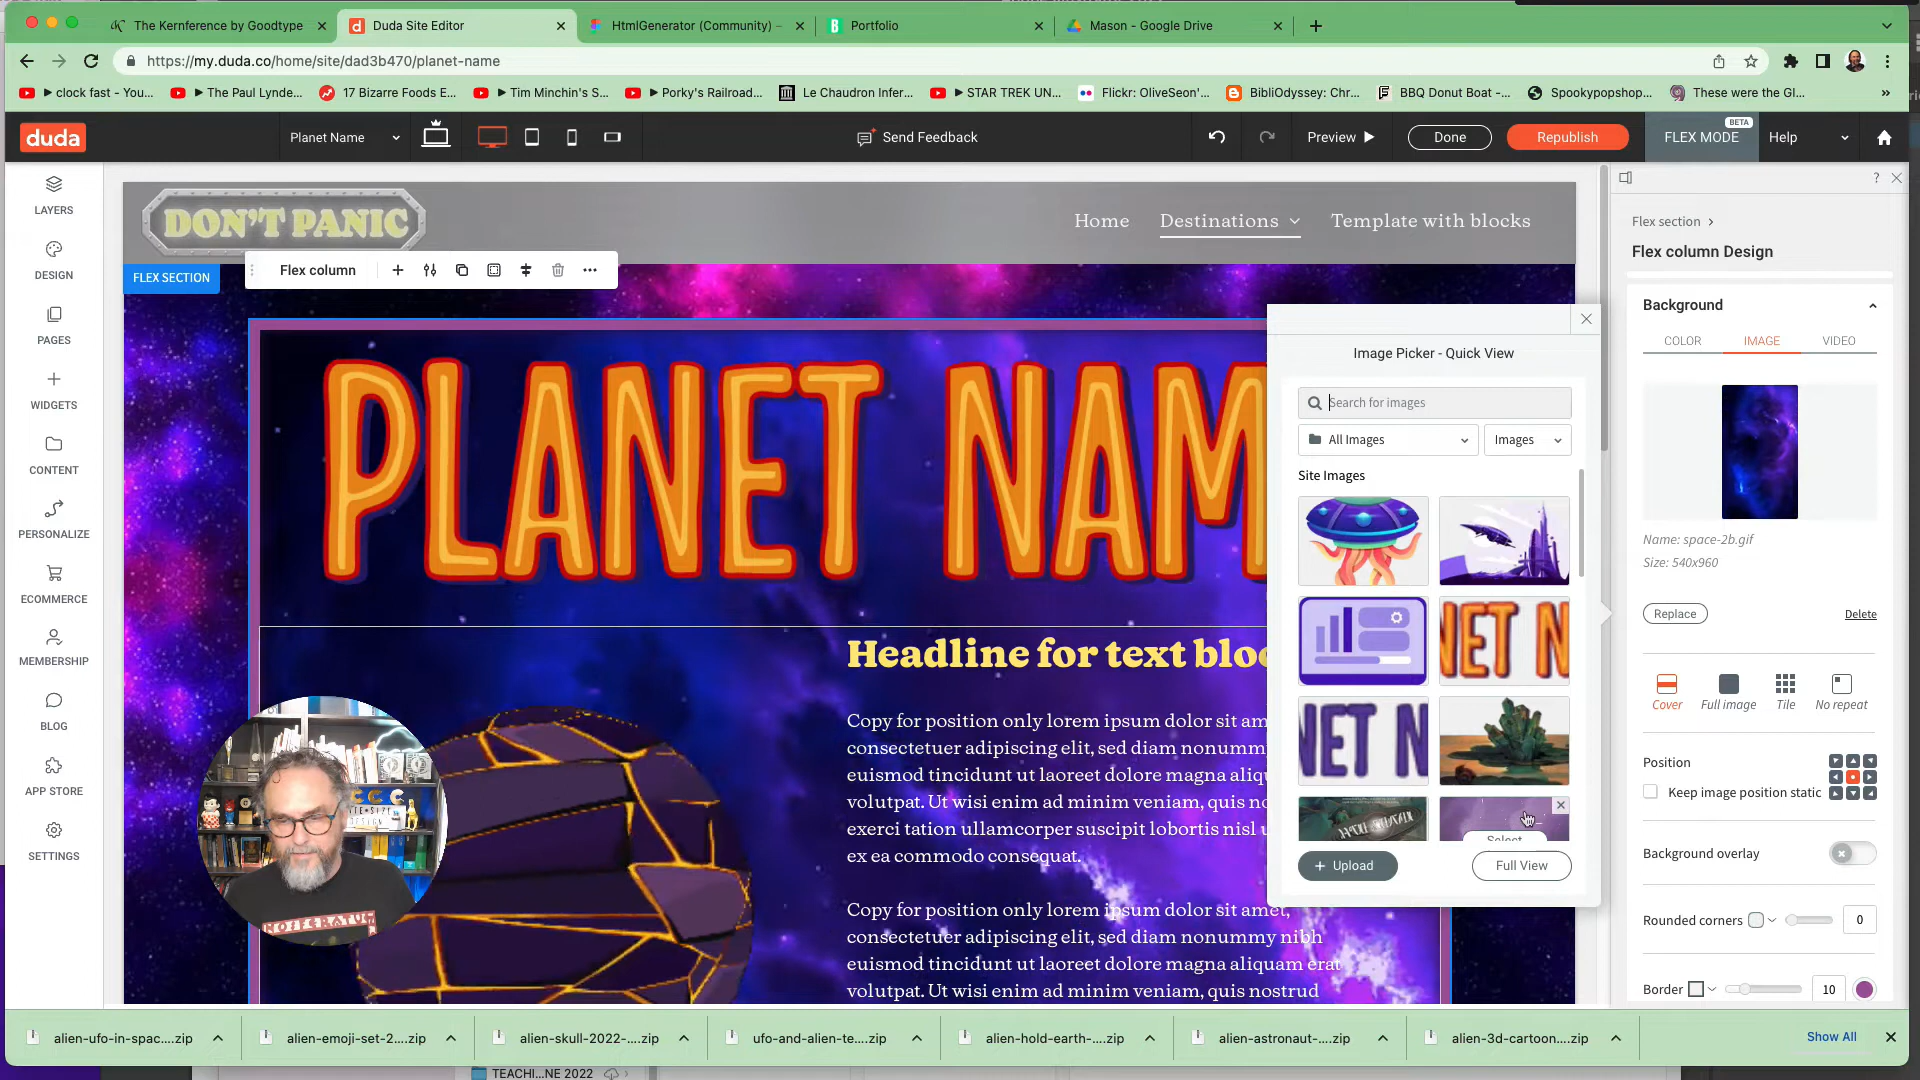 The Kernference by Goodtype
Duda Site Editor
HtmlGenerator (Community) –
Portfolio
Mason - Google Drive
https://my.duda.co/home/site/dad3b470/planet-name
clock fast - You...
The Paul Lynde...
17 Bizarre Foods E...
Tim Minchin's S...
Porky's Railroad...
Le Chaudron Infer...
STAR TREK UN...
Flickr: OliveSeon'...
BibliOdyssey: Chr...
BBQ Donut Boat -...
Spookypopshop...
These were the Gl...
»
duda
Planet Name
Send Feedback
Preview
Done
Republish
FLEX MODE
BETA
Help
LAYERS
DESIGN
PAGES
WIDGETS
CONTENT
PERSONALIZE
ECOMMERCE
MEMBERSHIP
BLOG
APP STORE
SETTINGS
DON'T PANIC
Home
Destinations
Template with blocks
FLEX SECTION
Flex column
PLANET NAM
Headline for text bloc
Copy for position only lorem ipsum dolor sit amet
consectetuer adipiscing elit, sed diam nonummy
euismod tincidunt ut laoreet dolore magna aliqu
volutpat. Ut wisi enim ad minim veniam, quis no
exerci tation ullamcorper suscipit lobortis nisl u
ex ea commodo consequat.
Copy for position only lorem ipsum dolor sit amet,
consectetuer adipiscing elit, sed diam nonummy nibh
euismod tincidunt ut laoreet dolore magna aliquam erat
volutpat. Ut wisi enim ad minim veniam, quis nostrud
Image Picker - Quick View
Search for images
All Images
Images
Site Images
NET N
NET N
Select
+ Upload
Full View
Flex section
Flex column Design
Background
COLOR
IMAGE
VIDEO
Name: space-2b.gif
Size: 540x960
Replace
Delete
Cover
Full image
Tile
No repeat
Position
Keep image position static
Background overlay
Rounded corners
0
Border
10
NOSFERATU
alien-ufo-in-spac....zip
alien-emoji-set-2....zip
alien-skull-2022-....zip
ufo-and-alien-te....zip
alien-hold-earth-....zip
alien-astronaut-....zip
alien-3d-cartoon....zip
Show All
TEACHI...NE 2022